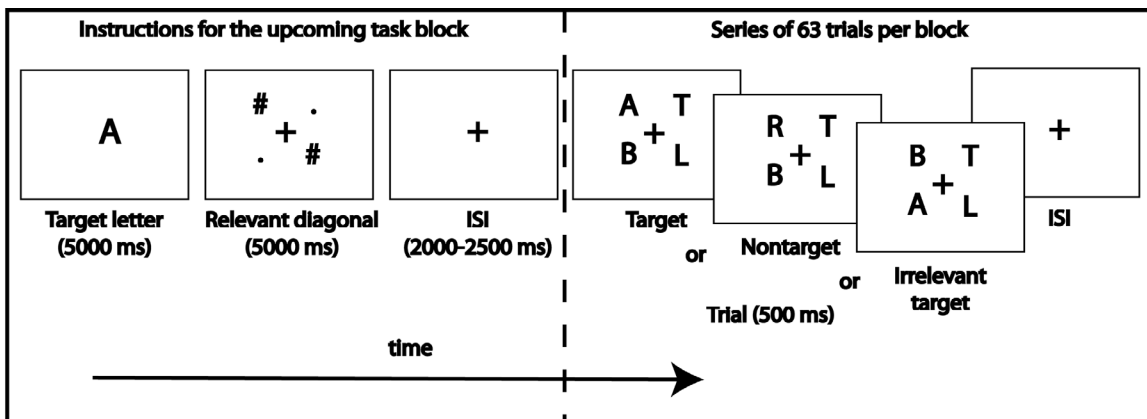 Instructions for the upcoming task block
Series of 63 trials per block
A
# .
+
. #
+
A T
+
B L
R T
+
B L
B T
+
A L
+
Target letter
(5000 ms)
Relevant diagonal
(5000 ms)
ISI
(2000-2500 ms)
Target
or
Nontarget
or
Irrelevant
target
ISI
Trial (500 ms)
time